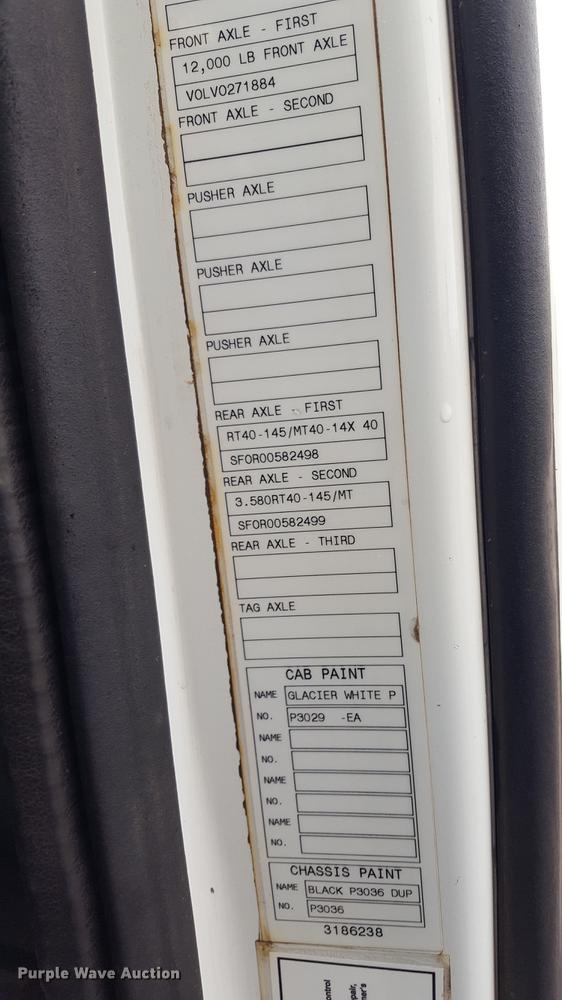 FRONT AXLE - FIRST
12,000 LB FRONT AXLE
VOLVO271884
FRONT AXLE - SECOND
PUSHER AXLE
PUSHER AXLE
PUSHER AXLE
REAR AXLE - FIRST
RT40-145/MT40-14X 40
SFOR00582498
REAR AXLE - SECOND
3.580RT40-145/MT
SFOR00582499
REAR AXLE - THIRD
TAG AXLE
CAB PAINT
NAME GLACIER WHITE P
NO. P3029 -EA
NAME
NO.
NAME
NO.
NAME
NO.
CHASSIS PAINT
NAME BLACK P3036 DUP
NO. P3036
3186238
Purple Wave Auction